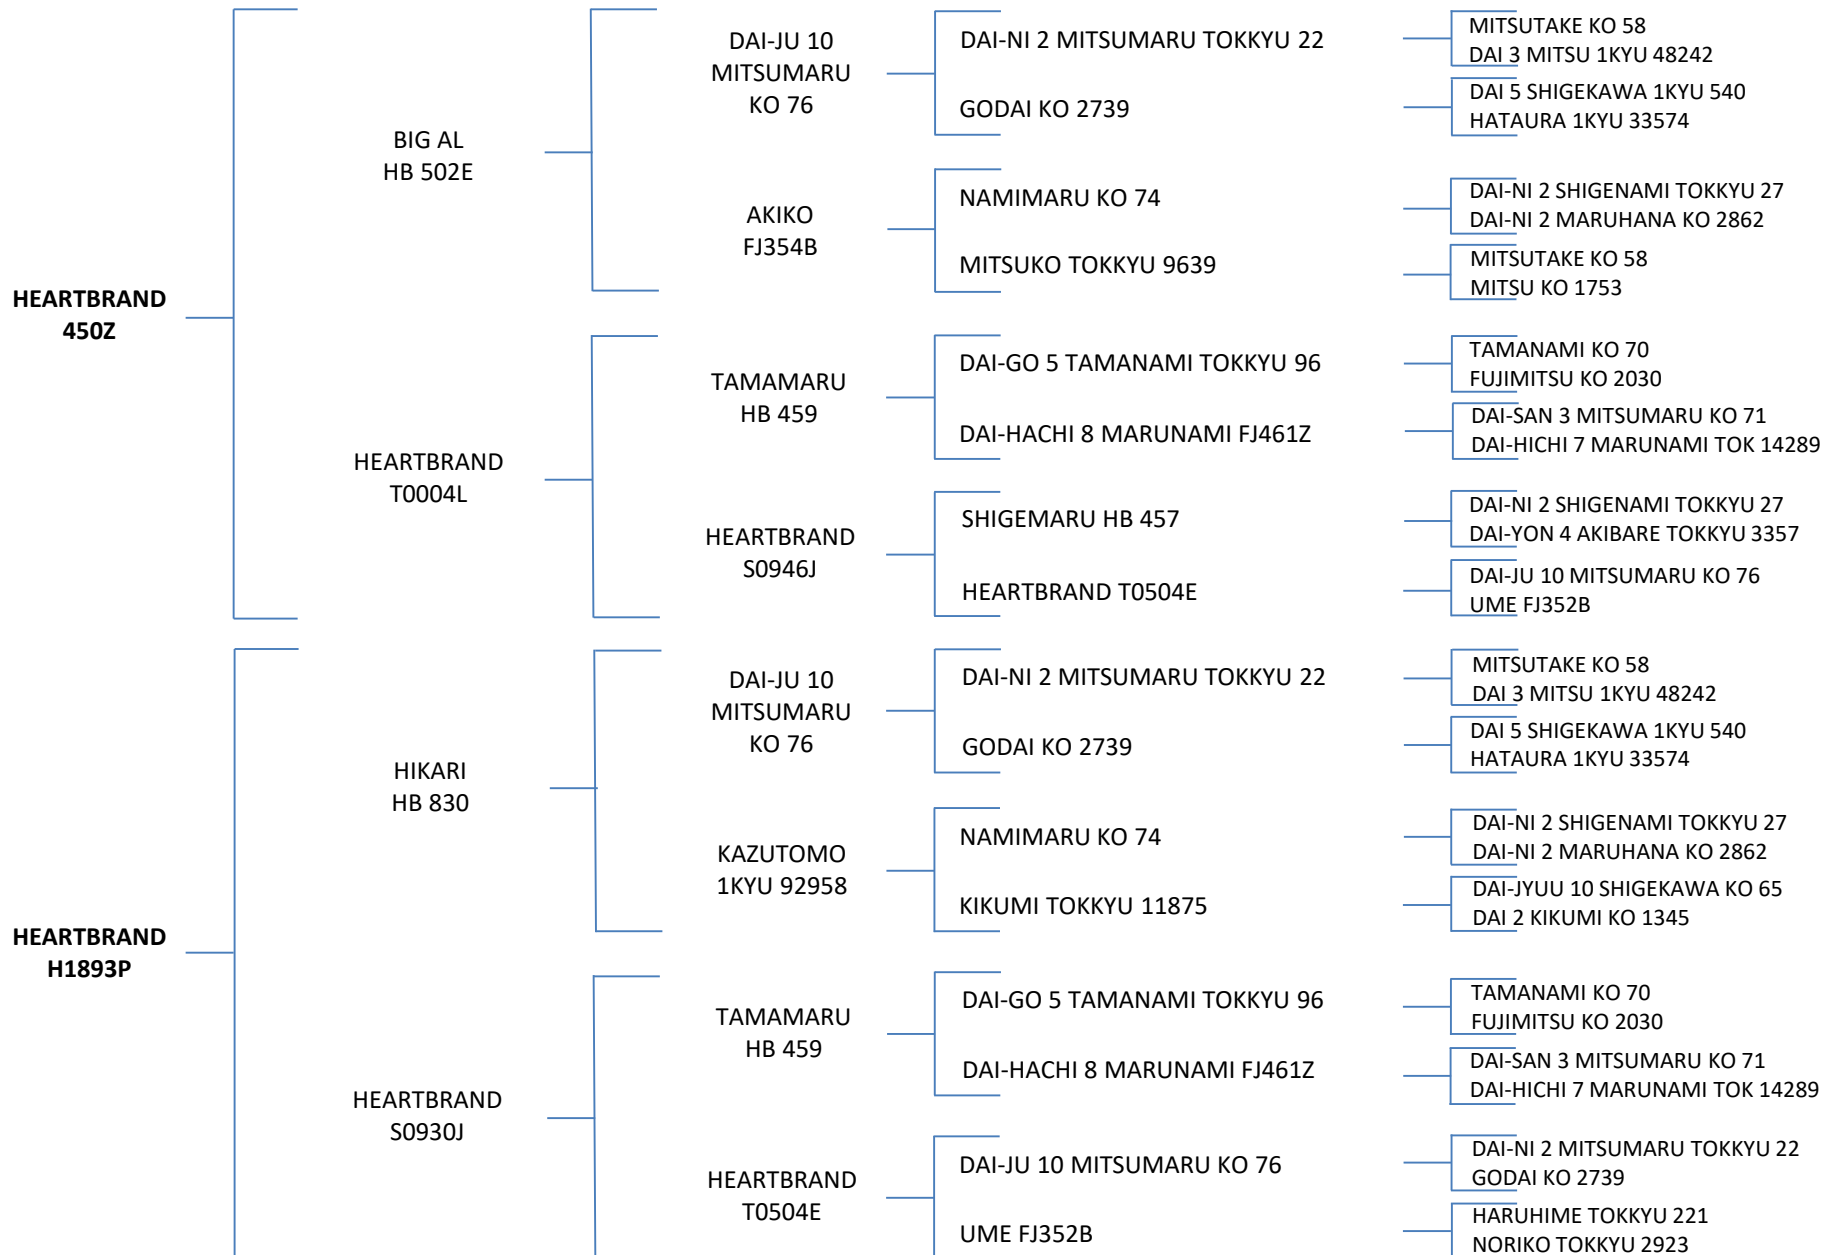 HEARTBRAND
450Z
BIG AL
HB 502E
DAI-JU 10
MITSUMARU
KO 76
DAI-NI 2 MITSUMARU TOKKYU 22
MITSUTAKE KO 58
DAI 3 MITSU 1KYU 48242
GODAI KO 2739
DAI 5 SHIGEKAWA 1KYU 540
HATAURA 1KYU 33574
AKIKO
FJ354B
NAMIMARU KO 74
DAI-NI 2 SHIGENAMI TOKKYU 27
DAI-NI 2 MARUHANA KO 2862
MITSUKO TOKKYU 9639
MITSUTAKE KO 58
MITSU KO 1753
HEARTBRAND
T0004L
TAMAMARU
HB 459
DAI-GO 5 TAMANAMI TOKKYU 96
TAMANAMI KO 70
FUJIMITSU KO 2030
DAI-HACHI 8 MARUNAMI FJ461Z
DAI-SAN 3 MITSUMARU KO 71
DAI-HICHI 7 MARUNAMI TOK 14289
HEARTBRAND
S0946J
SHIGEMARU HB 457
DAI-NI 2 SHIGENAMI TOKKYU 27
DAI-YON 4 AKIBARE TOKKYU 3357
HEARTBRAND T0504E
DAI-JU 10 MITSUMARU KO 76
UME FJ352B
HEARTBRAND
H1893P
HIKARI
HB 830
DAI-JU 10
MITSUMARU
KO 76
DAI-NI 2 MITSUMARU TOKKYU 22
MITSUTAKE KO 58
DAI 3 MITSU 1KYU 48242
GODAI KO 2739
DAI 5 SHIGEKAWA 1KYU 540
HATAURA 1KYU 33574
KAZUTOMO
1KYU 92958
NAMIMARU KO 74
DAI-NI 2 SHIGENAMI TOKKYU 27
DAI-NI 2 MARUHANA KO 2862
KIKUMI TOKKYU 11875
DAI-JYUU 10 SHIGEKAWA KO 65
DAI 2 KIKUMI KO 1345
HEARTBRAND
S0930J
TAMAMARU
HB 459
DAI-GO 5 TAMANAMI TOKKYU 96
TAMANAMI KO 70
FUJIMITSU KO 2030
DAI-HACHI 8 MARUNAMI FJ461Z
DAI-SAN 3 MITSUMARU KO 71
DAI-HICHI 7 MARUNAMI TOK 14289
HEARTBRAND
T0504E
DAI-JU 10 MITSUMARU KO 76
DAI-NI 2 MITSUMARU TOKKYU 22
GODAI KO 2739
UME FJ352B
HARUHIME TOKKYU 221
NORIKO TOKKYU 2923